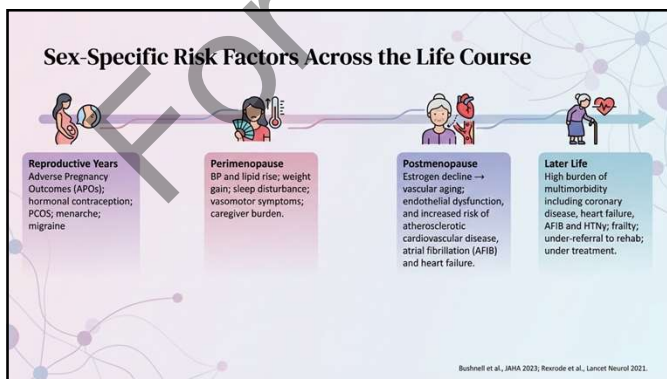 For
Sex-Specific Risk Factors Across the Life Course
Reproductive Years
Adverse Pregnancy
Outcomes (APOs);
hormonal contraception;
PCOS; menarche;
migraine
Perimenopause
BP and lipid rise; weight
gain; sleep disturbance;
vasomotor symptoms;
caregiver burden.
Postmenopause
Estrogen decline →
vascular aging;
endothelial dysfunction,
and increased risk of
atherosclerotic
cardiovascular disease,
atrial fibrillation (AFIB)
and heart failure.
Later Life
High burden of
multimorbidity
including coronary
disease, heart failure,
AFIB and HTNy; frailty;
under-referral to rehab;
under treatment.
Bushnell et al., JAHA 2023; Rexrode et al., Lancet Neurol 2021.